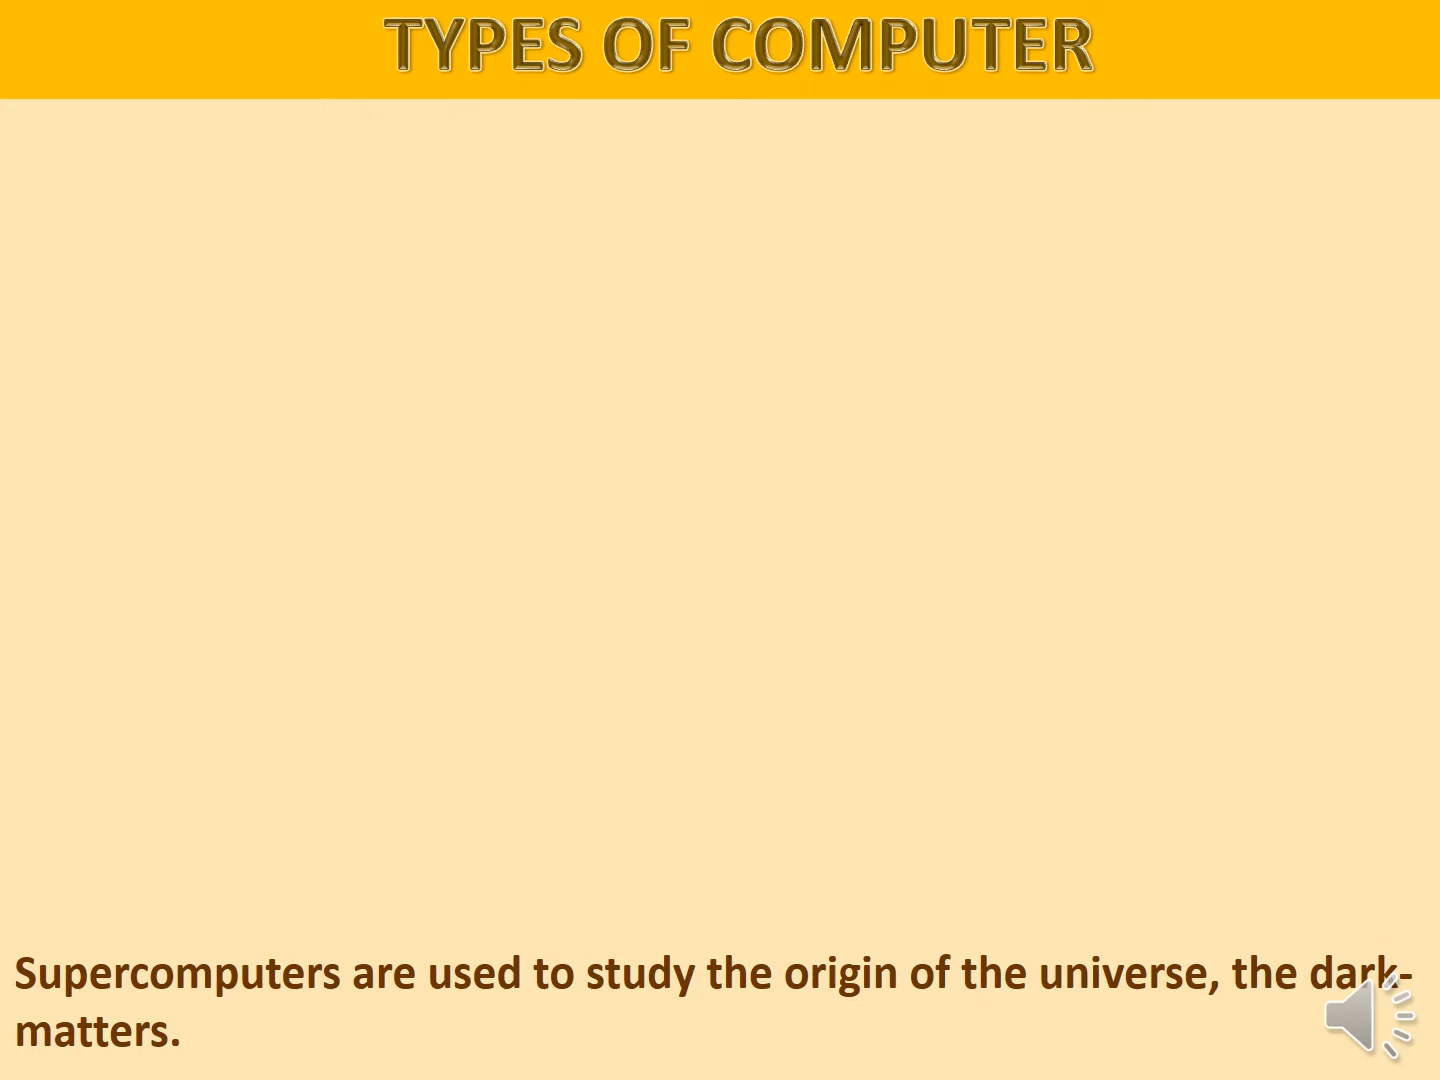 TYPES OF COMPUTER
Supercomputers are used to study the origin of the universe, the dark-
matters.